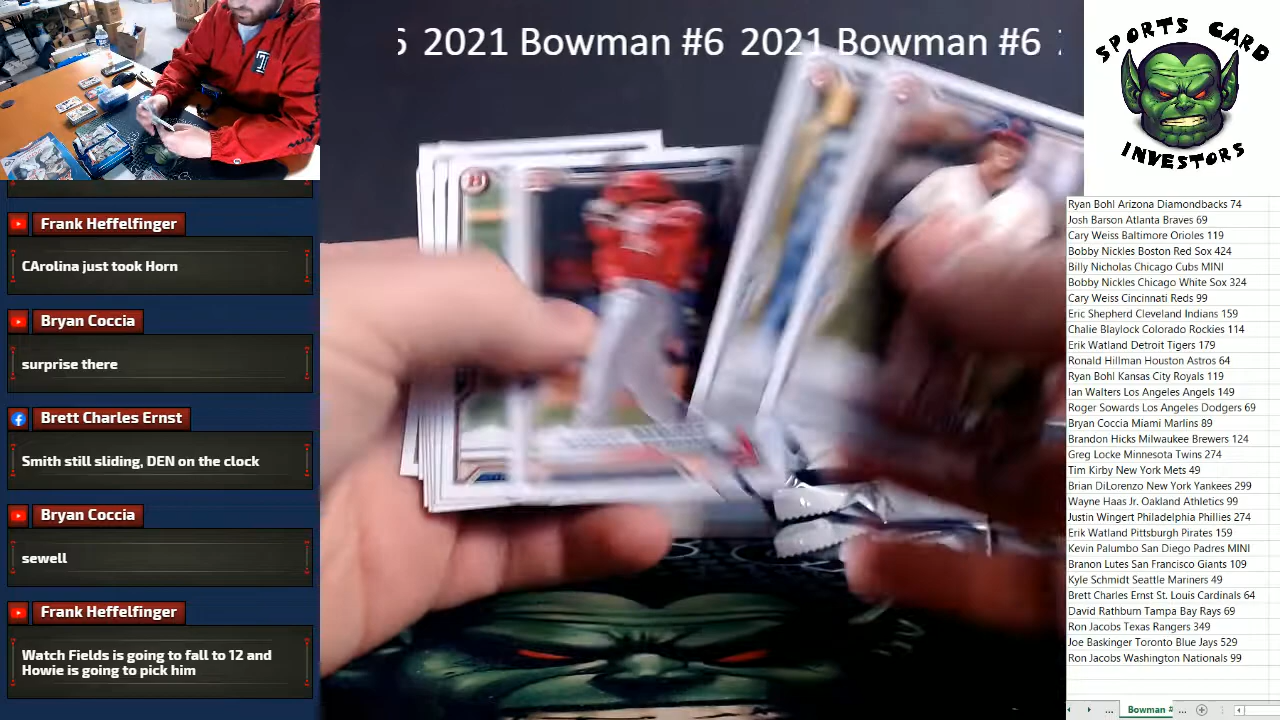 5 2021 Bowman #6 2021 Bowman #6
SPORTS CARD
INVESTORS
Frank Heffelfinger
CArolina just took Horn
Bryan Coccia
surprise there
Brett Charles Ernst
Smith still sliding, DEN on the clock
Bryan Coccia
sewell
Frank Heffelfinger
Watch Fields is going to fall to 12 and
Howie is going to pick him
Ryan Bohl Arizona Diamondbacks 74
Josh Barson Atlanta Braves 69
Cary Weiss Baltimore Orioles 119
Bobby Nickles Boston Red Sox 424
Billy Nicholas Chicago Cubs MINI
Bobby Nickles Chicago White Sox 324
Cary Weiss Cincinnati Reds 99
Eric Shepherd Cleveland Indians 159
Chalie Blaylock Colorado Rockies 114
Erik Watland Detroit Tigers 179
Ronald Hillman Houston Astros 64
Ryan Bohl Kansas City Royals 119
Ian Walters Los Angeles Angels 149
Roger Sowards Los Angeles Dodgers 69
Bryan Coccia Miami Marlins 89
Brandon Hicks Milwaukee Brewers 124
Greg Locke Minnesota Twins 274
Tim Kirby New York Mets 49
Brian DiLorenzo New York Yankees 299
Wayne Haas Jr. Oakland Athletics 99
Justin Wingert Philadelphia Phillies 274
Erik Watland Pittsburgh Pirates 159
Kevin Palumbo San Diego Padres MINI
Branon Lutes San Francisco Giants 109
Kyle Schmidt Seattle Mariners 49
Brett Charles Ernst St. Louis Cardinals 64
David Rathburn Tampa Bay Rays 69
Ron Jacobs Texas Rangers 349
Joe Baskinger Toronto Blue Jays 529
Ron Jacobs Washington Nationals 99
... Bowman # ...